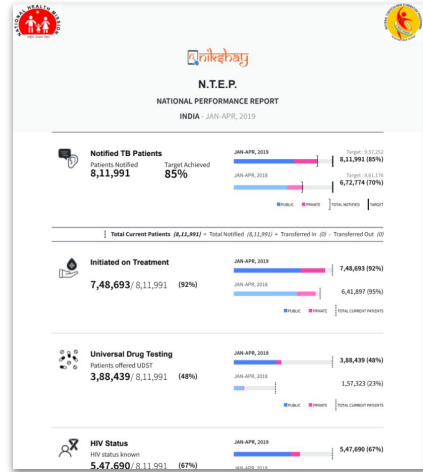 NATIONAL HEALTH MISSION
nikshay
N.T.E.P.
NATIONAL PERFORMANCE REPORT
INDIA - JAN-APR, 2019
Notified TB Patients
Patients Notified
8,11,991
Target Achieved
85%
JAN-APR, 2019
Target : 9,57,252
8,11,991 (85%)
JAN-APR, 2018
Target : 9,61,176
6,72,774 (70%)
PUBLIC PRIVATE TOTAL NOTIFIED TARGET
Total Current Patients (8,11,991) = Total Notified (8,11,991) + Transferred In (0) - Transferred Out (0)
Initiated on Treatment
7,48,693/ 8,11,991 (92%)
JAN-APR, 2019
7,48,693 (92%)
JAN-APR, 2018
6,41,897 (95%)
PUBLIC PRIVATE TOTAL CURRENT PATIENTS
Universal Drug Testing
Patients offered UDST
3,88,439/ 8,11,991 (48%)
JAN-APR, 2019
3,88,439 (48%)
JAN-APR, 2018
1,57,323 (23%)
PUBLIC PRIVATE TOTAL CURRENT PATIENTS
HIV Status
HIV status known
5,47,690/ 8,11,991 (67%)
JAN-APR, 2019
5,47,690 (67%)
JAN-APR, 2018